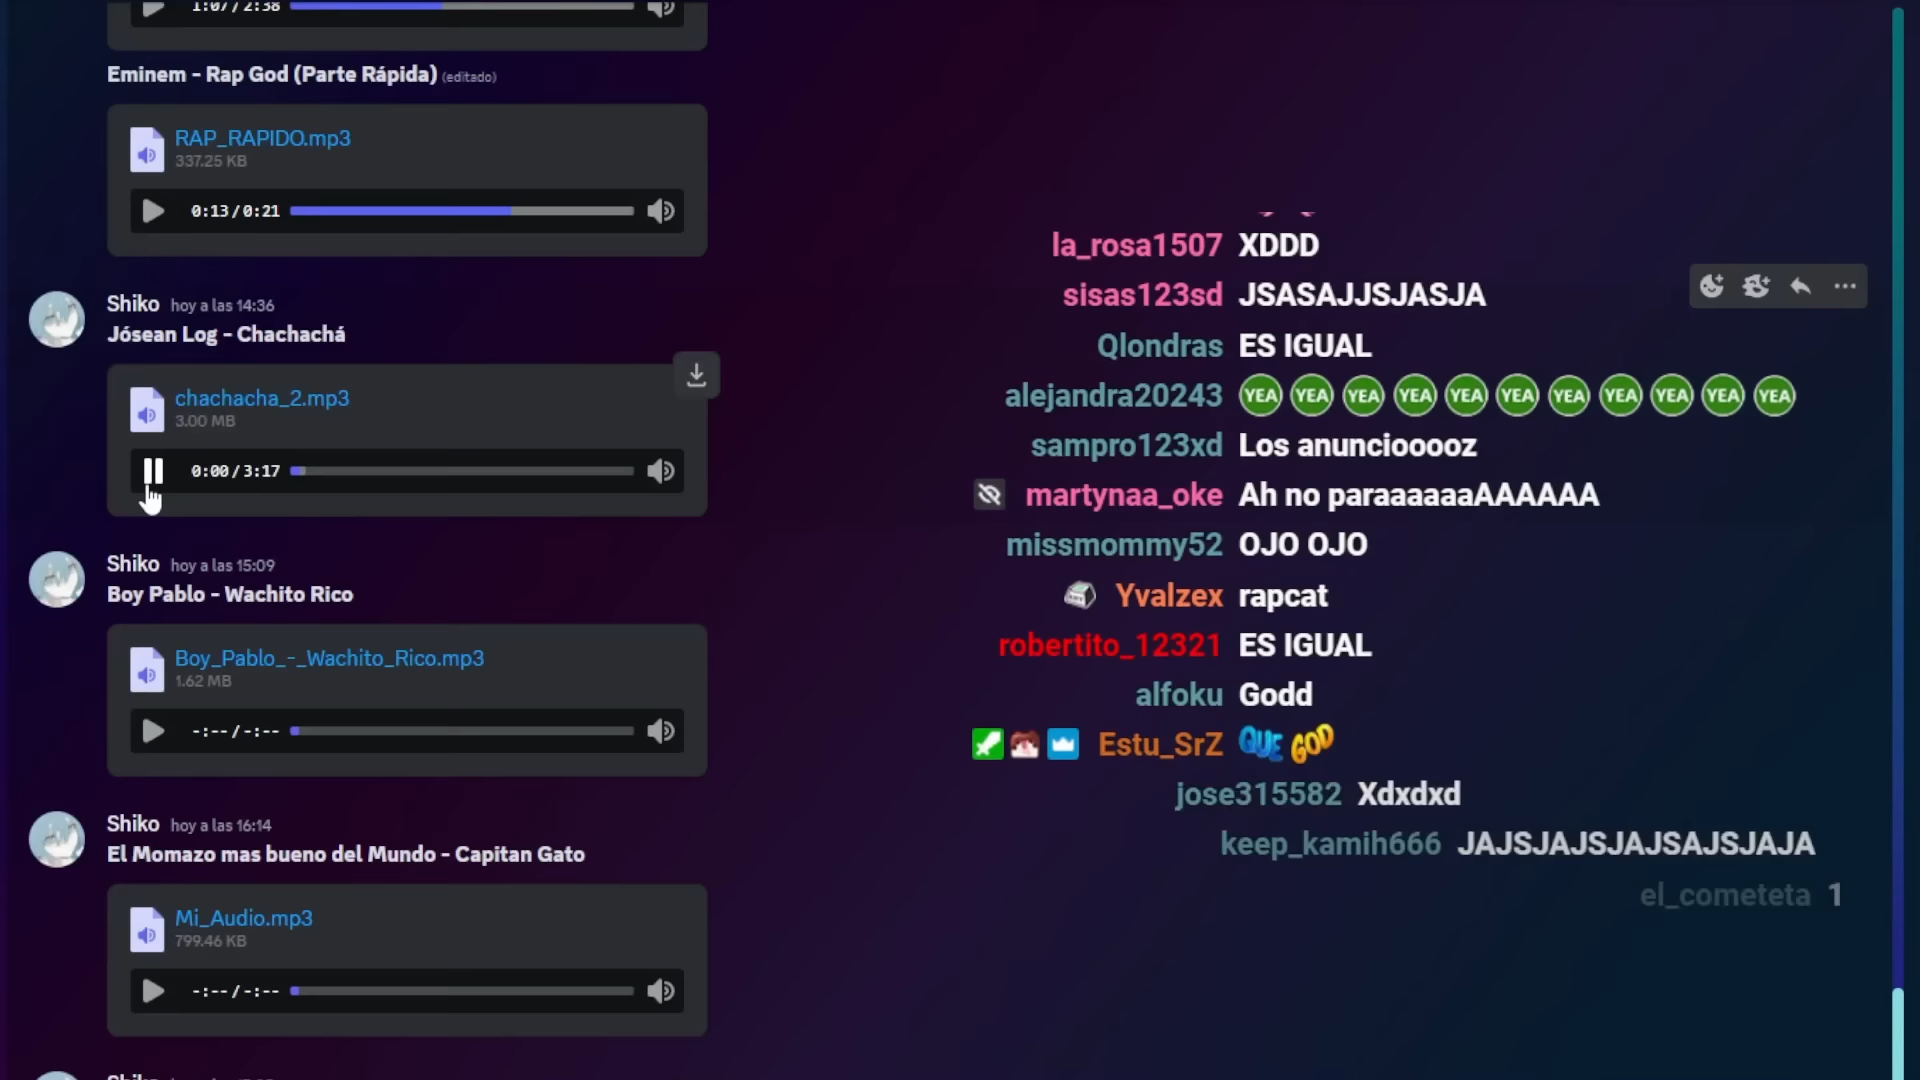 1:07/2:38
Eminem - Rap God (Parte Rápida) (editado)
RAP_RAPIDO.mp3
337.25 KB
0:13/0:21
Shiko hoy a las 14:36
Jósean Log - Chachachá
chachacha_2.mp3
3.00 MB
0:00/3:17
Shiko hoy a las 15:09
Boy Pablo - Wachito Rico
Boy_Pablo_-_Wachito_Rico.mp3
1.62 MB
-:--/-:--
Shiko hoy a las 16:14
El Momazo mas bueno del Mundo - Capitan Gato
Mi_Audio.mp3
799.46 KB
-:--/-:--
Shiko
la_rosa1507 XDDD
sisas123sd JSASAJJSJASJA
Qlondras ES IGUAL
alejandra20243 YEA YEA YEA YEA YEA YEA YEA YEA YEA YEA YEA
sampro123xd Los anunciooooz
martynaa_oke Ah no paraaaaaaAAAAAA
missmommy52 OJO OJO
Yvalzex rapcat
robertito_12321 ES IGUAL
alfoku Godd
Estu_SrZ QUE GOD
jose315582 Xdxdxd
keep_kamih666 JAJSJAJSJAJSAJSJAJA
el_cometeta 1